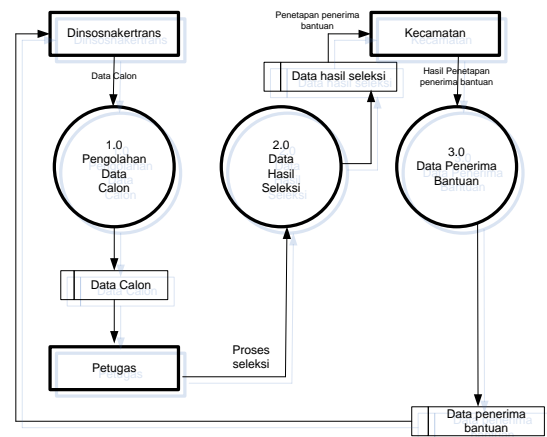 Dinsosnakertrans
Data Calon
1.0
Pengolahan
Data
Calon
Data Calon
Petugas
Proses
seleksi
2.0
Data
Hasil
Seleksi
Data hasil seleksi
Penetapan penerima
bantuan
Kecamatan
Hasil Penetapan
penerima bantuan
3.0
Data Penerima
Bantuan
Data penerima
bantuan